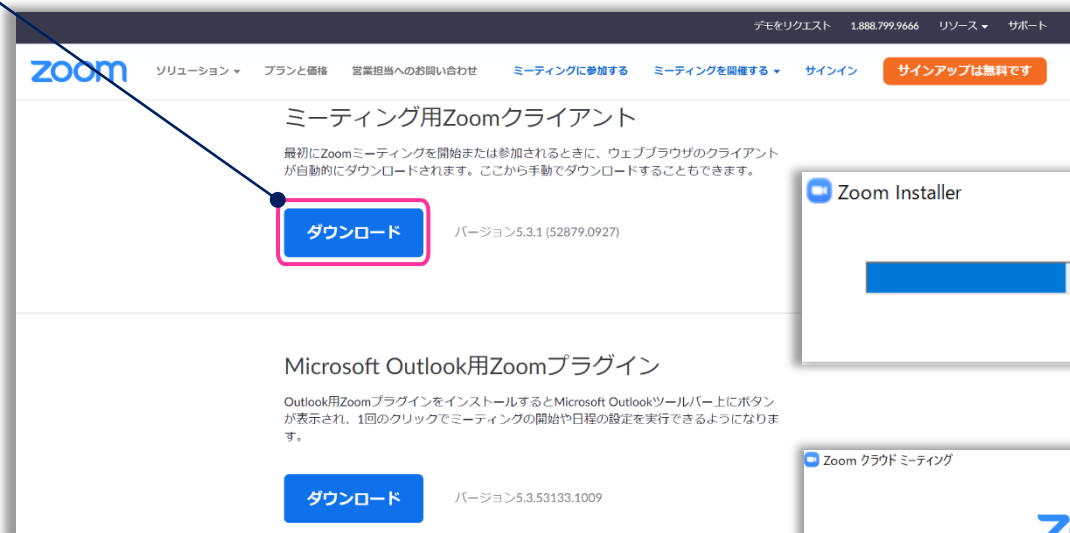 デモをリクエスト 1.888.799.9666 リソース サポート
zoom ソリューション プランと価格 営業担当へのお問い合わせ ミーティングに参加する ミーティングを開催する サインイン サインアップは無料です
ミーティング用Zoomクライアント
最初にZoomミーティングを開始または参加されるときに、ウェブブラウザのクライアント
が自動的にダウンロードされます。ここから手動でダウンロードすることもできます。
ダウンロード バージョン5.3.1 (52879.0927)
Zoom Installer
Microsoft Outlook用Zoomプラグイン
Outlook用ZoomプラグインをインストールするとMicrosoft Outlookツールバー上にボタン
が表示され、1回のクリックでミーティングの開始や日程の設定を実行できるようになりま
す。
ダウンロード バージョン5.3.53133.1009
Zoom クラウド ミーティング